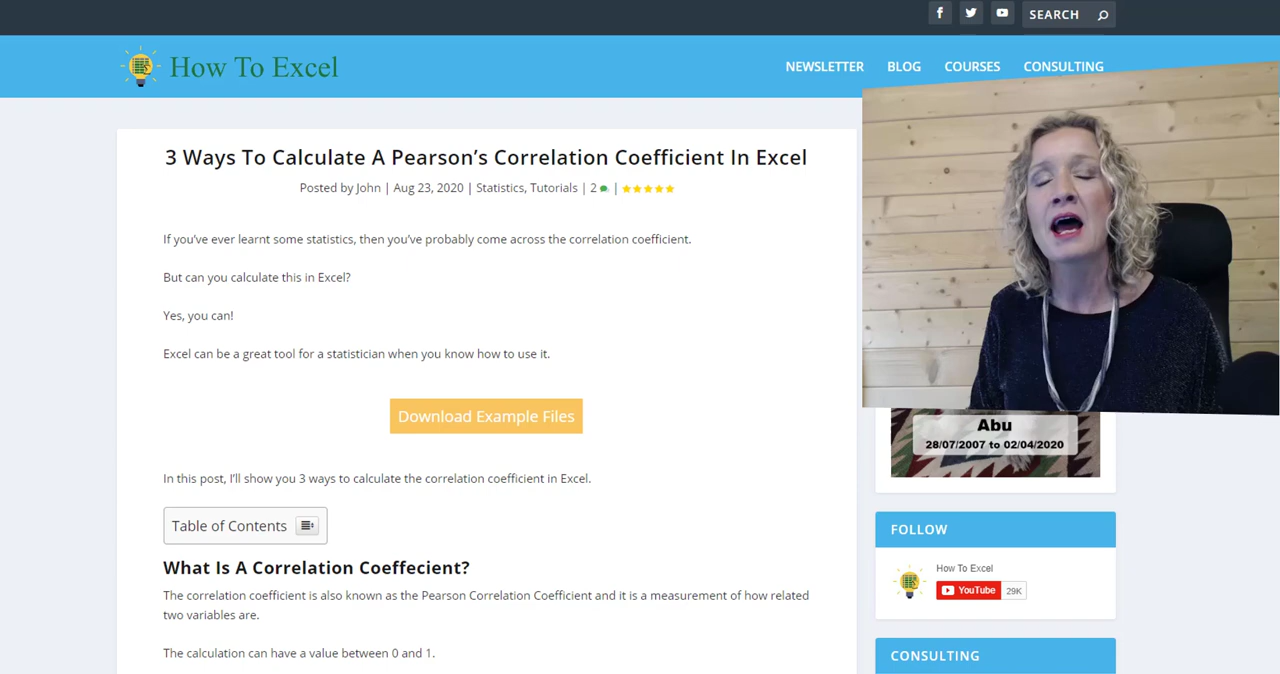 SEARCH
How To Excel
NEWSLETTER BLOG COURSES CONSULTING
3 Ways To Calculate A Pearson’s Correlation Coefficient In Excel
Posted by John | Aug 23, 2020 | Statistics, Tutorials | 2 |
If you’ve ever learnt some statistics, then you’ve probably come across the correlation coefficient.
But can you calculate this in Excel?
Yes, you can!
Excel can be a great tool for a statistician when you know how to use it.
Download Example Files
In this post, I’ll show you 3 ways to calculate the correlation coefficient in Excel.
Table of Contents
What Is A Correlation Coeffecient?
The correlation coefficient is also known as the Pearson Correlation Coefficient and it is a measurement of how related
two variables are.
The calculation can have a value between 0 and 1.
Abu
28/07/2007 to 02/04/2020
FOLLOW
How To Excel
YouTube 29K
CONSULTING